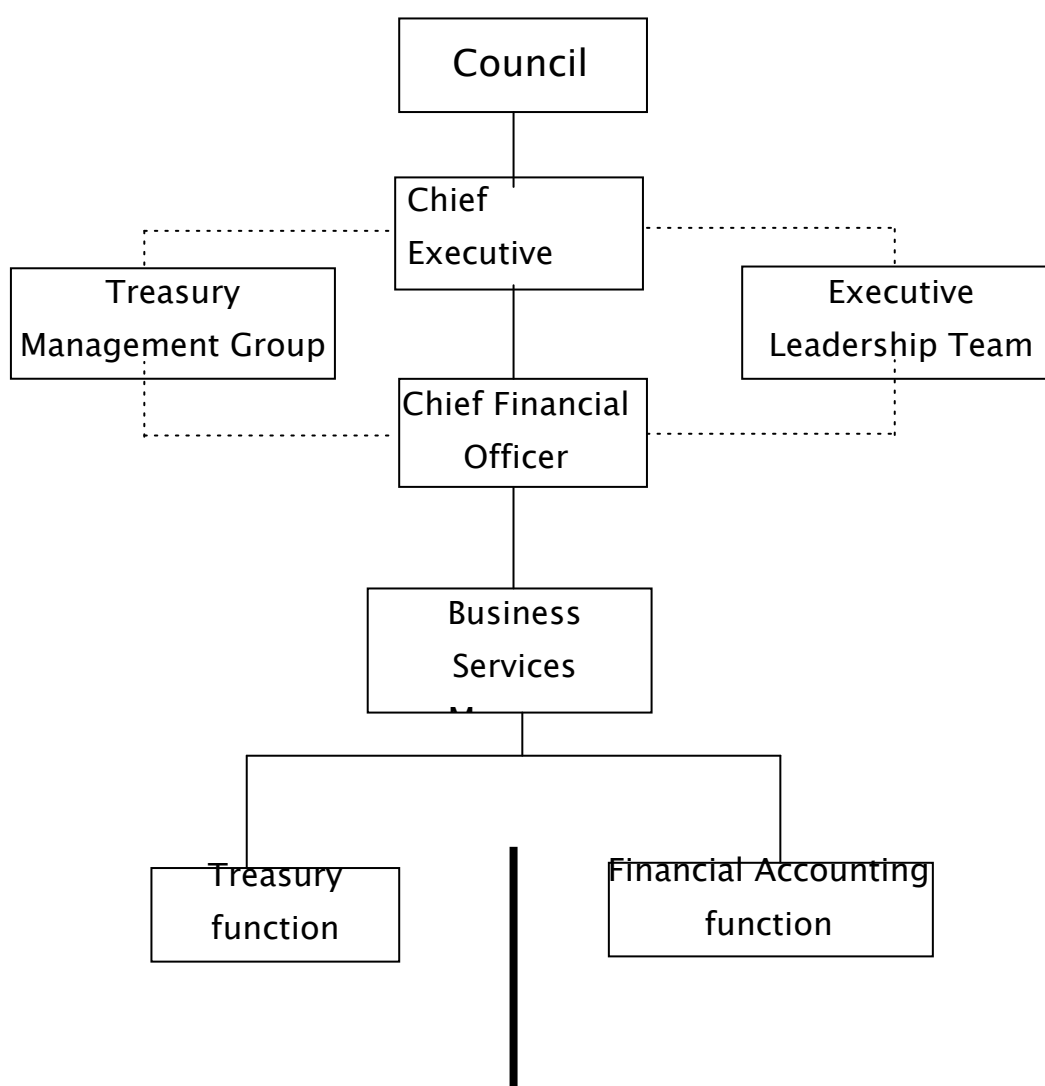 Council
Chief
Executive
Treasury
Management Group
Executive
Leadership Team
Chief Financial
Officer
Business
Services
Treasury
function
Financial Accounting
function